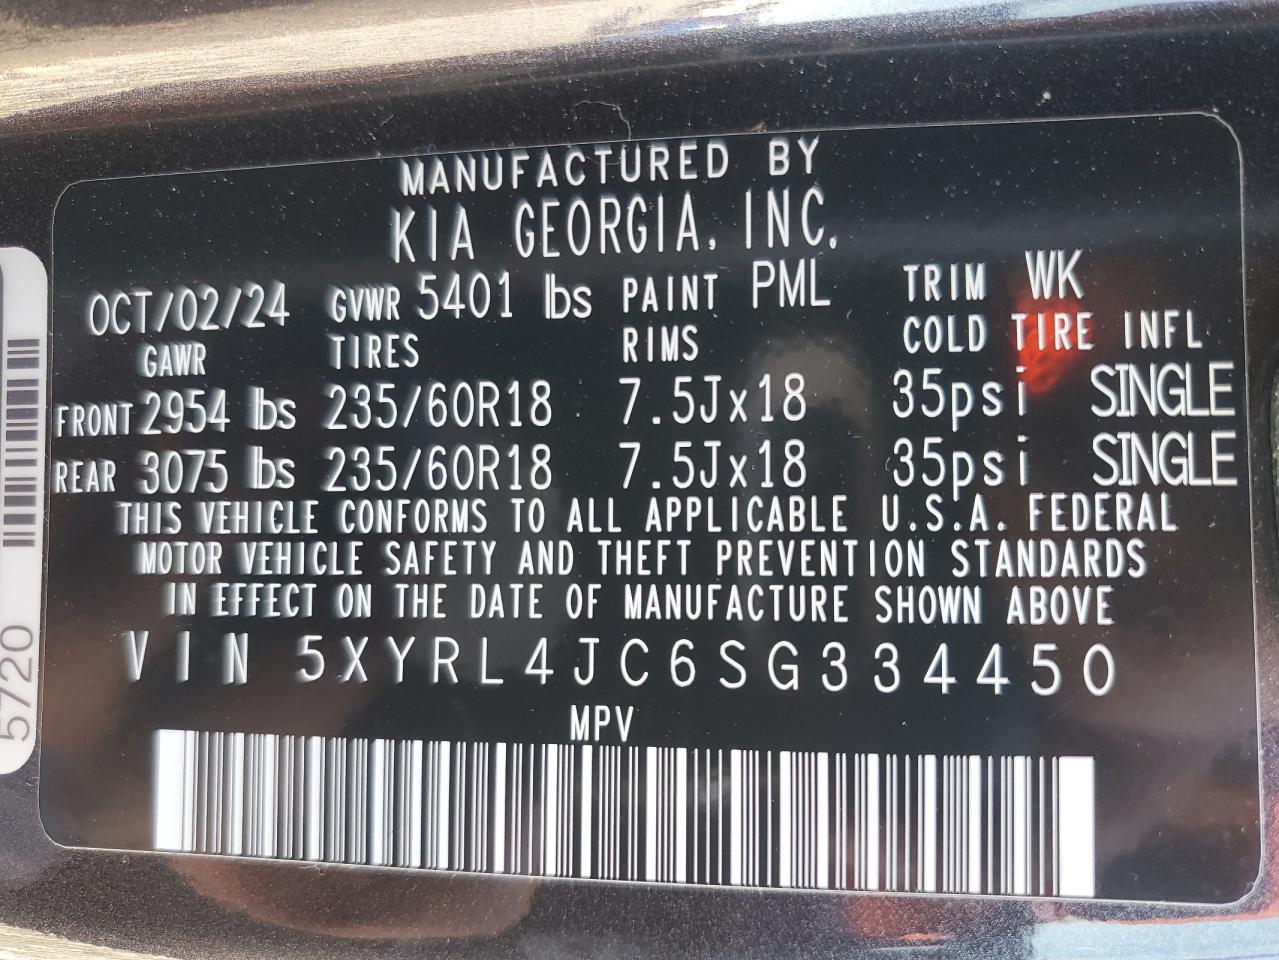 MANUFACTURED BY
KIA GEORGIA, INC.
OCT/02/24 GVWR 5401 lbs PAINT PML TRIM WK
GAWR TIRES RIMS COLD TIRE INFL
FRONT 2954 lbs 235/60R18 7.5Jx18 35psi SINGLE
REAR 3075 lbs 235/60R18 7.5Jx18 35psi SINGLE
THIS VEHICLE CONFORMS TO ALL APPLICABLE U.S.A. FEDERAL
MOTOR VEHICLE SAFETY AND THEFT PREVENTION STANDARDS
IN EFFECT ON THE DATE OF MANUFACTURE SHOWN ABOVE
VIN 5XYRL4JC6SG334450
MPV
5720